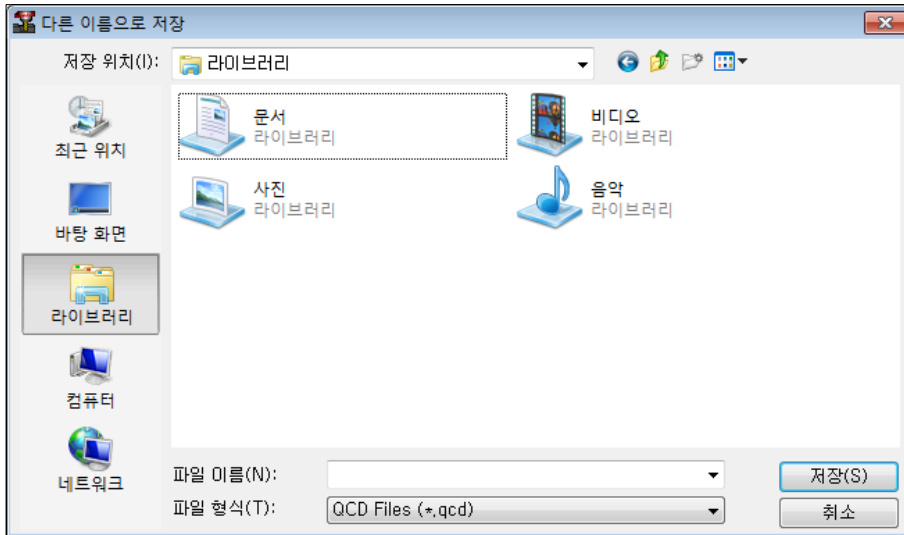 다른 이름으로 저장
저장 위치(I):
라이브러리
최근 위치
바탕 화면
라이브러리
컴퓨터
네트워크
문서
라이브러리
비디오
라이브러리
사진
라이브러리
음악
라이브러리
파일 이름(N):
저장(S)
파일 형식(T):
QCD Files (*.qcd)
취소